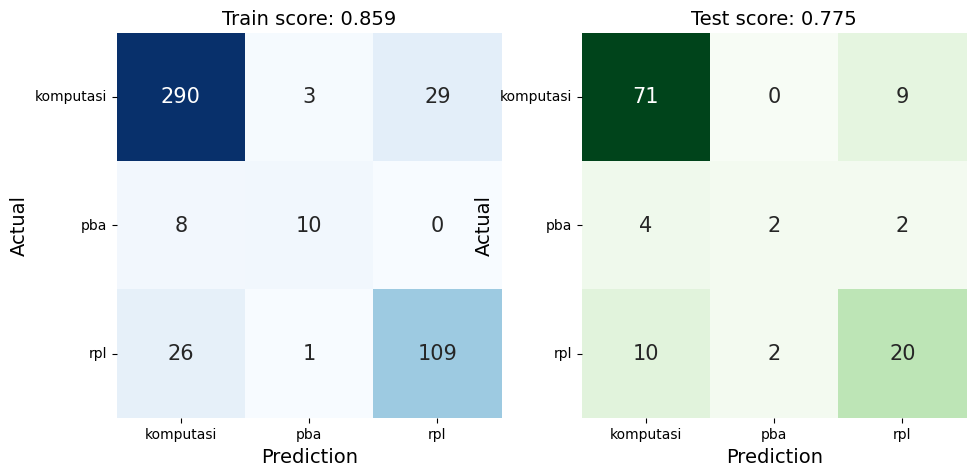 Train score: 0.859
komputasi 290 3 29
pba 8 10 0
rpl 26 1 109
Actual
komputasi pba rpl
Prediction
Test score: 0.775
komputasi 71 0 9
pba 4 2 2
rpl 10 2 20
Actual
komputasi pba rpl
Prediction